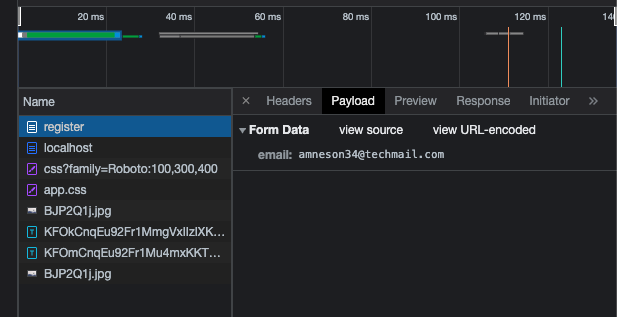 20 ms 40 ms 60 ms 80 ms 100 ms 120 ms 140
Name
register
localhost
css?family=Roboto:100,300,400
app.css
BJP2Q1j.jpg
KFOkCnqEu92Fr1MmgVxIIzIXK…
KFOmCnqEu92Fr1Mu4mxKKT…
BJP2Q1j.jpg
× Headers Payload Preview Response Initiator »
▼ Form Data view source view URL-encoded
email: amneson34@techmail.com